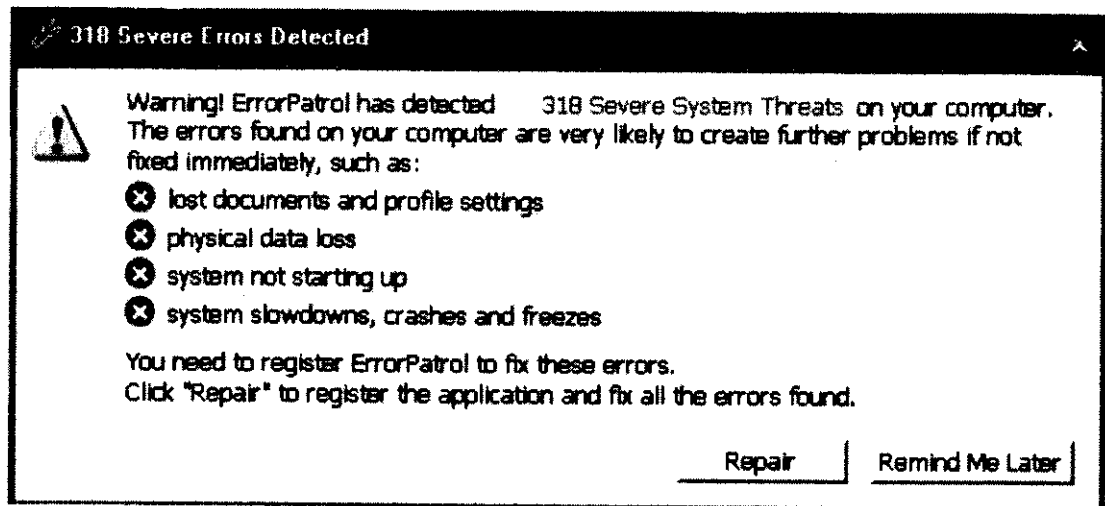 318 Severe Errors Detected
Warning! ErrorPatrol has detected 318 Severe System Threats on your computer.
The errors found on your computer are very likely to create further problems if not
fixed immediately, such as:
lost documents and profile settings
physical data loss
system not starting up
system slowdowns, crashes and freezes
You need to register ErrorPatrol to fix these errors.
Click "Repair" to register the application and fix all the errors found.
Repair Remind Me Later